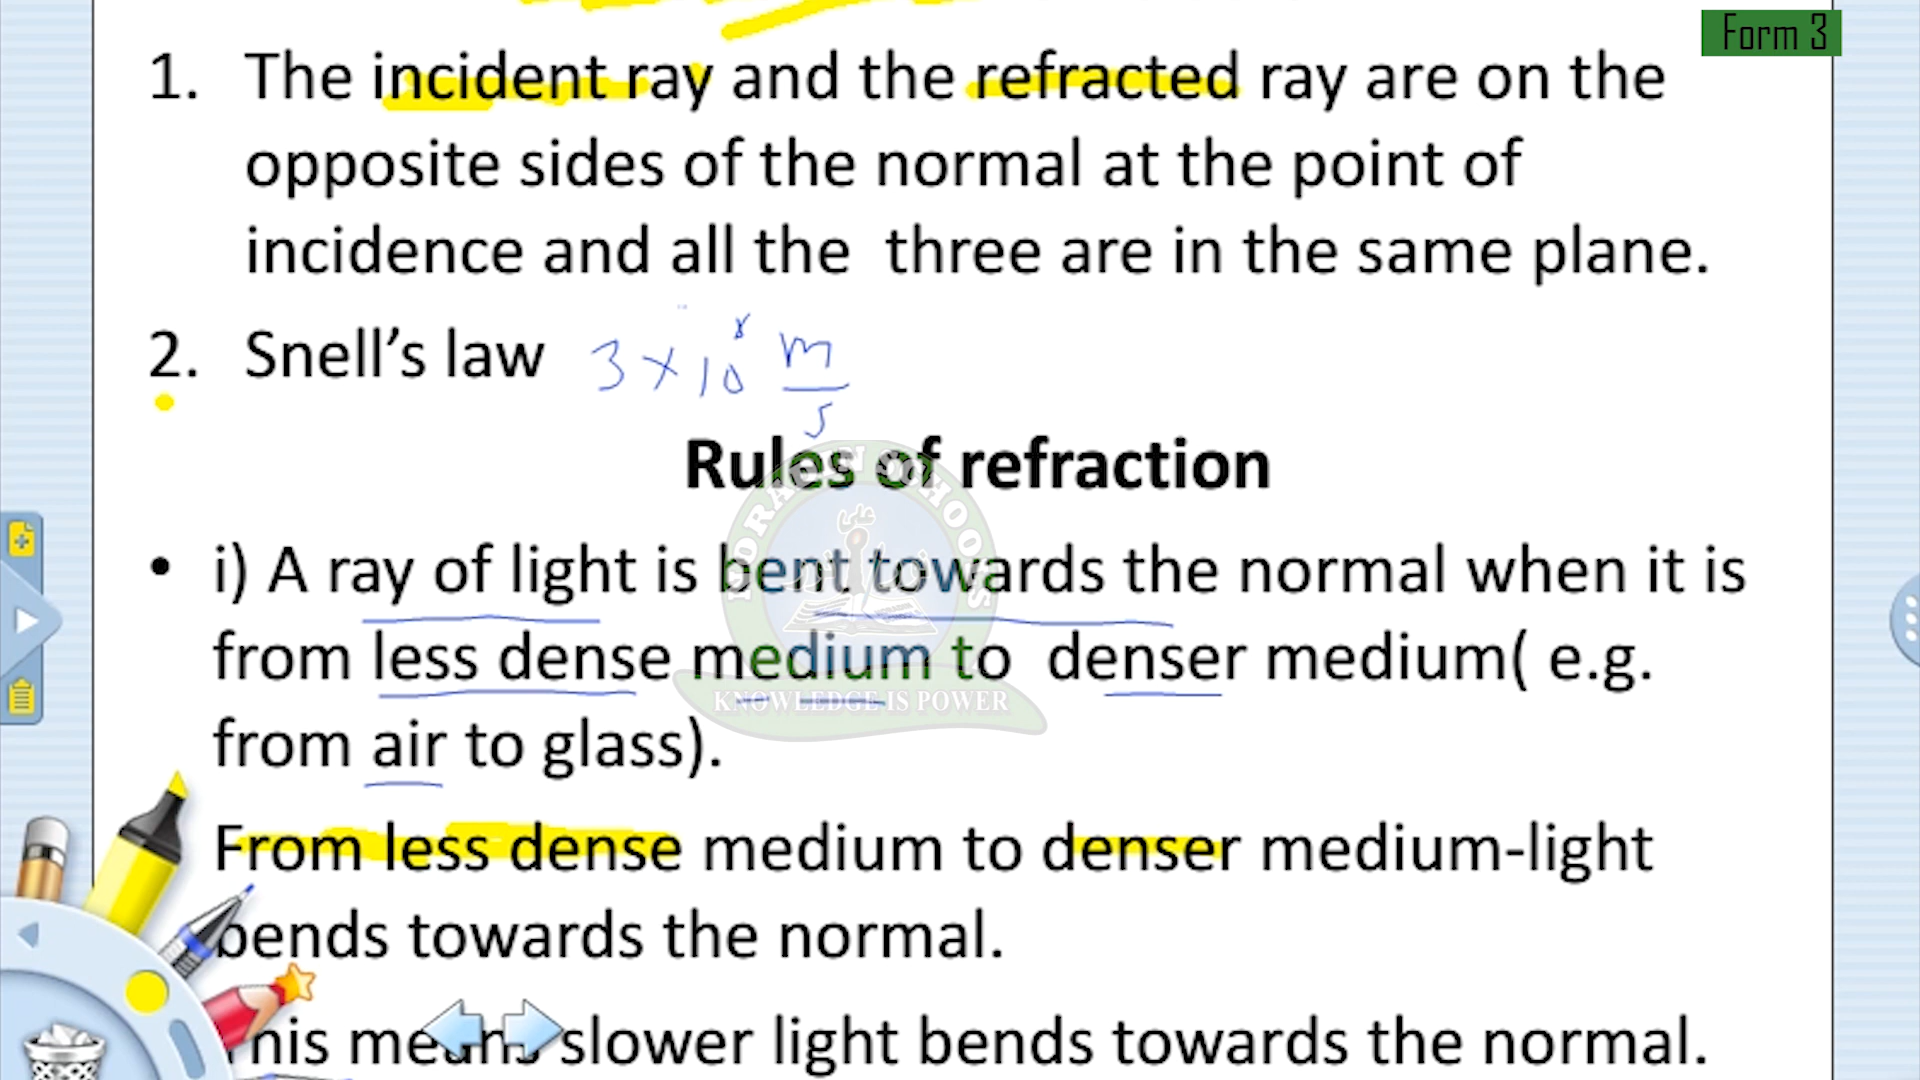 Form 3
1. The incident ray and the refracted ray are on the
opposite sides of the normal at the point of
incidence and all the three are in the same plane.
2. Snell's law 3 × 10⁸ m/s
Rules of refraction
• i) A ray of light is bent towards the normal when it is
from less dense medium to denser medium( e.g.
from air to glass).
From less dense medium to denser medium-light
bends towards the normal.
This means slower light bends towards the normal.
KNOWLEDGE IS POWER